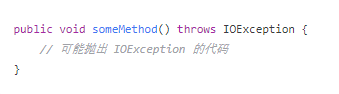 public void someMethod() throws IOException {
    // 可能抛出 IOException 的代码
}